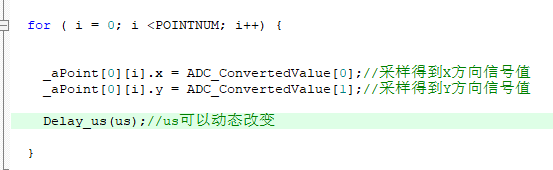 for ( i = 0; i <POINTNUM; i++) {
_aPoint[0][i].x = ADC_ConvertedValue[0];//采样得到X方向信号值
_aPoint[0][i].y = ADC_ConvertedValue[1];//采样得到Y方向信号值
Delay_us(us);//us可以动态改变
}